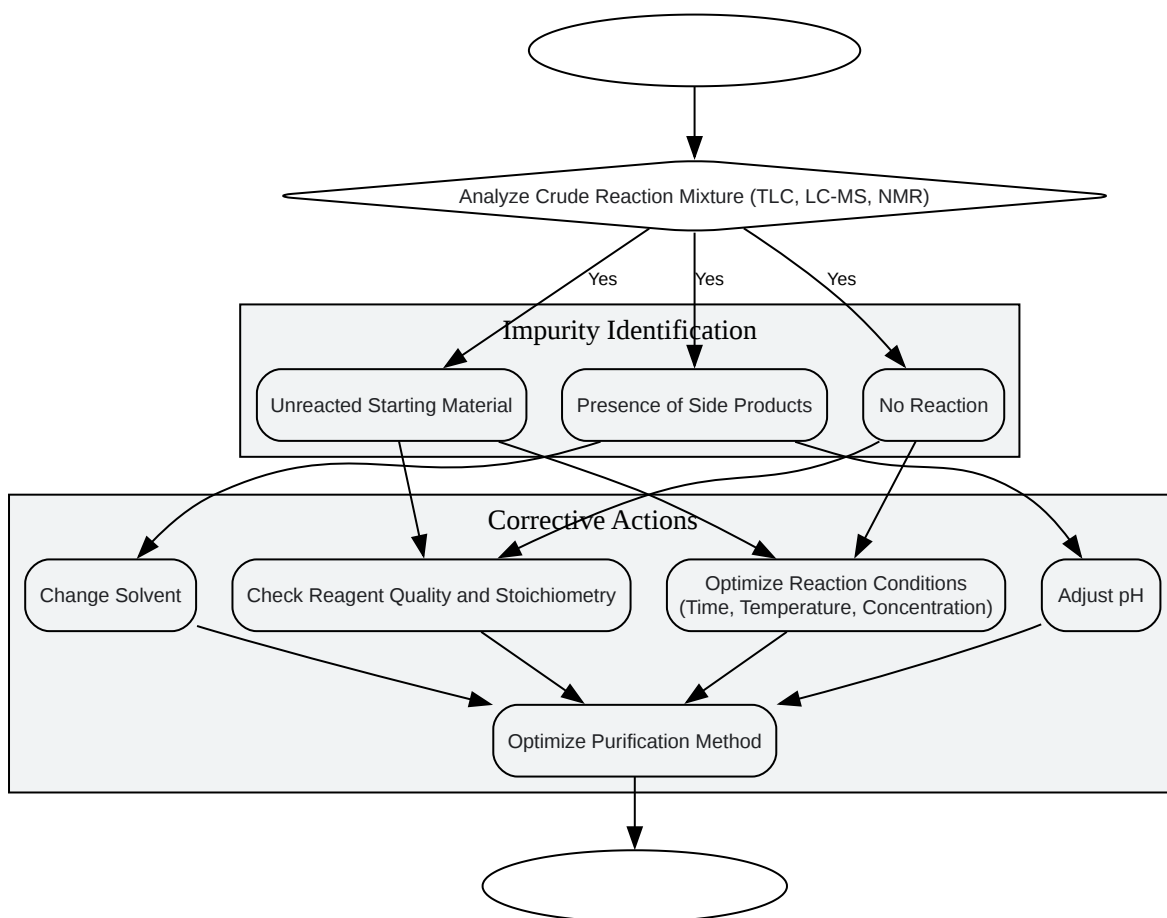 Analyze Crude Reaction Mixture (TLC, LC-MS, NMR)
Yes
Yes
Yes
Impurity Identification
Unreacted Starting Material
Presence of Side Products
No Reaction
Corrective Actions
Change Solvent
Check Reagent Quality and Stoichiometry
Optimize Reaction Conditions
(Time, Temperature, Concentration)
Adjust pH
Optimize Purification Method